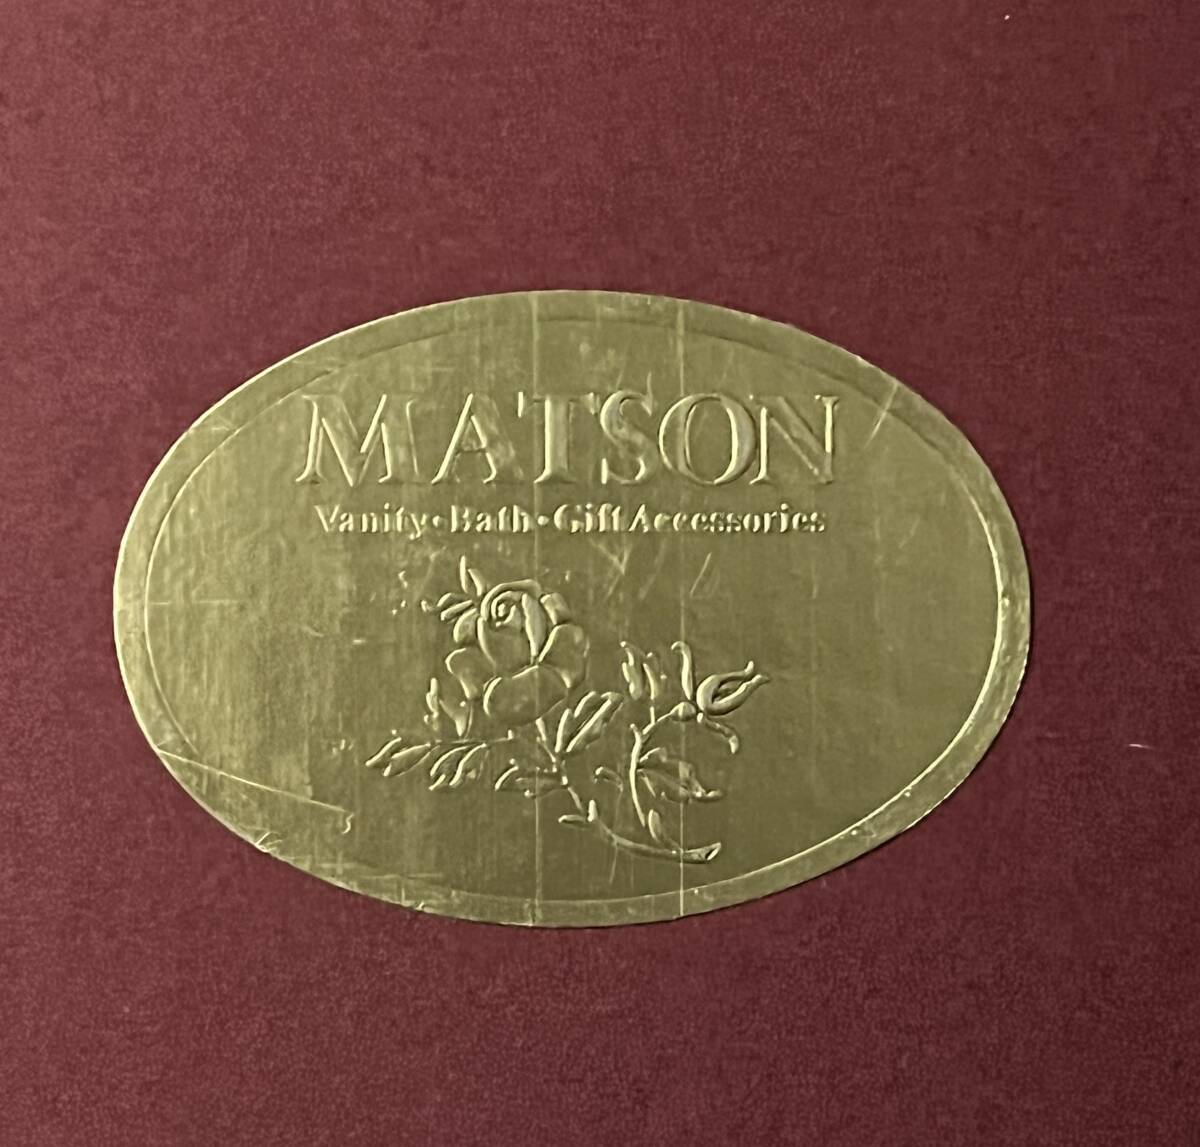 MATSON
Vanity • Bath • Gift Accessories